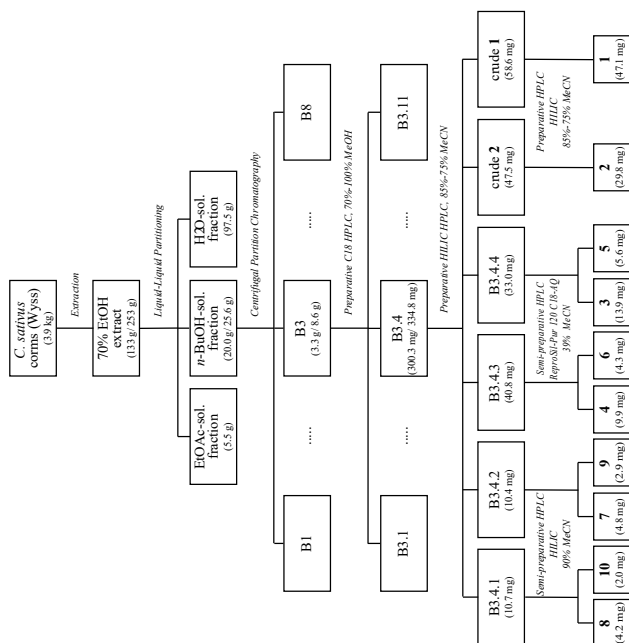 C. sativus
corms (Wyss)
(3.9 kg)
Extraction
70% EtOH
extract
(133 g/ 253 g)
Liquid-Liquid Partitioning
EtOAc-sol.
fraction
(5.5 g)
n-BuOH-sol.
fraction
(20.0 g/ 25.6 g)
H2O-sol.
fraction
(97.5 g)
Centrifugal Partition Chromatography
B1
.....
B3
(3.3 g/ 8.6 g)
.....
B8
Preparative C18 HPLC, 70%-100% MeOH
B3.1
.....
B3.4
(300.3 mg/ 334.8 mg)
.....
B3.11
Preparative HILIC HPLC, 85%-75% MeCN
B3.4.1
(10.7 mg)
B3.4.2
(10.4 mg)
B3.4.3
(40.8 mg)
B3.4.4
(33.0 mg)
crude 2
(47.5 mg)
crude 1
(58.6 mg)
Semi-preparative HPLC
HILIC
90% MeCN
Semi-preparative HPLC
ReproSil-Pur 120 C18-AQ
39% MeCN
Preparative HPLC
HILIC
85%-75% MeCN
8
(4.2 mg)
10
(2.0 mg)
7
(4.8 mg)
9
(2.9 mg)
4
(9.9 mg)
6
(4.3 mg)
3
(13.9 mg)
5
(5.6 mg)
2
(29.8 mg)
1
(47.1 mg)